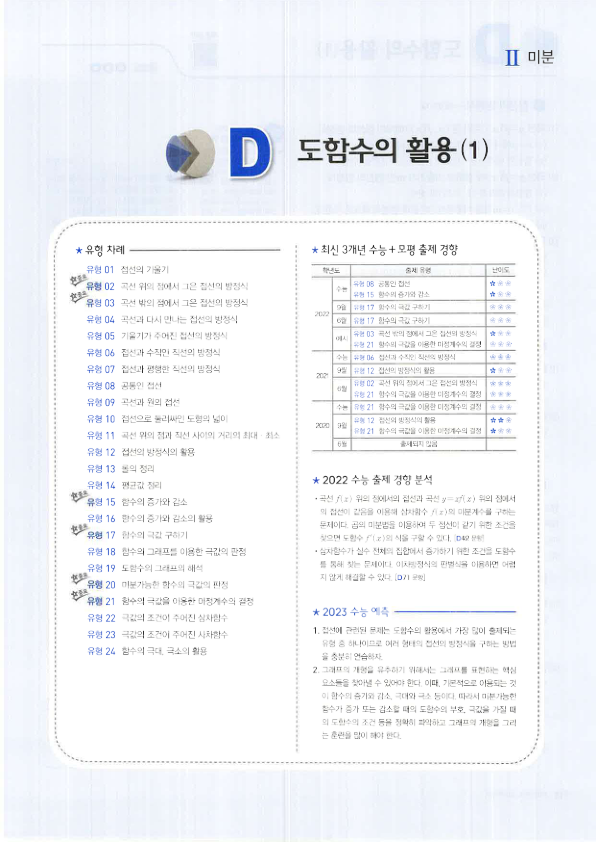 II 미분
D 도함수의 활용 (1)
★ 유형 차례
유형 01 접선의 기울기
유형 02 곡선 위의 점에서 그은 접선의 방정식
유형 03 곡선 밖의 점에서 그은 접선의 방정식
유형 04 곡선과 다시 만나는 접선의 방정식
유형 05 기울기가 주어진 접선의 방정식
유형 06 접선과 수직인 직선의 방정식
유형 07 접선과 평행한 직선의 방정식
유형 08 공통인 접선
유형 09 곡선과 원의 접선
유형 10 접선으로 둘러싸인 도형의 넓이
유형 11 곡선 위의 점과 직선 사이의 거리의 최대·최소
유형 12 접선의 방정식의 활용
유형 13 롤의 정리
유형 14 평균값 정리
유형 15 함수의 증가와 감소
유형 16 함수의 증가와 감소의 활용
유형 17 함수의 극값 구하기
유형 18 함수의 그래프를 이용한 극값의 판정
유형 19 도함수의 그래프의 해석
유형 20 미분가능한 함수의 극값의 판정
유형 21 함수의 극값을 이용한 미정계수의 결정
유형 22 극값의 조건이 주어진 삼차함수
유형 23 극값의 조건이 주어진 사차함수
유형 24 함수의 극대, 극소의 활용
★ 최신 3개년 수능+모평 출제 경향
학년도 출제 유형 난이도
2022 수능 유형 08 공통인 접선 ★★★
유형 15 함수의 증가와 감소 ★★★
9월 유형 17 함수의 극값 구하기 ★★★
6월 유형 17 함수의 극값 구하기 ★★★
예시 유형 03 곡선 밖의 점에서 그은 접선의 방정식 ★★★
유형 21 함수의 극값을 이용한 미정계수의 결정 ★★★
2021 수능 유형 06 접선과 수직인 직선의 방정식 ★★★
9월 유형 12 접선의 방정식의 활용 ★★★
6월 유형 02 곡선 위의 점에서 그은 접선의 방정식 ★★★
유형 21 함수의 극값을 이용한 미정계수의 결정 ★★★
2020 수능 유형 21 함수의 극값을 이용한 미정계수의 결정 ★★★
9월 유형 12 접선의 방정식의 활용 ★★★
유형 21 함수의 극값을 이용한 미정계수의 결정 ★★★
6월 출제되지 않음
★ 2022 수능 출제 경향 분석
• 곡선 f(x) 위의 점에서의 접선과 곡선 y=xf(x) 위의 점에서
의 접선이 같음을 이용해 삼차함수 f(x)의 미분계수를 구하는
문제이다. 곱의 미분법을 이용하여 두 접선이 같기 위한 조건을
찾으면 도함수 f'(x)의 식을 구할 수 있다.
• 삼차함수가 실수 전체의 집합에서 증가하기 위한 조건을 도함수
를 통해 찾는 문제이다. 이차방정식의 판별식을 이용하면 어렵
지 않게 해결할 수 있다.
★ 2023 수능 예측
1. 접선에 관련된 문제는 도함수의 활용에서 가장 많이 출제되는
유형 중 하나이므로 여러 형태의 접선의 방정식을 구하는 방법
을 충분히 연습하자.
2. 그래프의 개형을 유추하기 위해서는 그래프를 표현하는 핵심
요소들을 찾아낼 수 있어야 한다. 이때, 기본적으로 이용되는 것
이 함수의 증가와 감소, 극대와 극소 등이다. 따라서 미분가능한
함수가 증가 또는 감소할 때의 도함수의 부호, 극값을 가질 때
의 도함수의 조건 등을 정확히 파악하고 그래프의 개형을 그리
는 훈련을 많이 해야 한다.